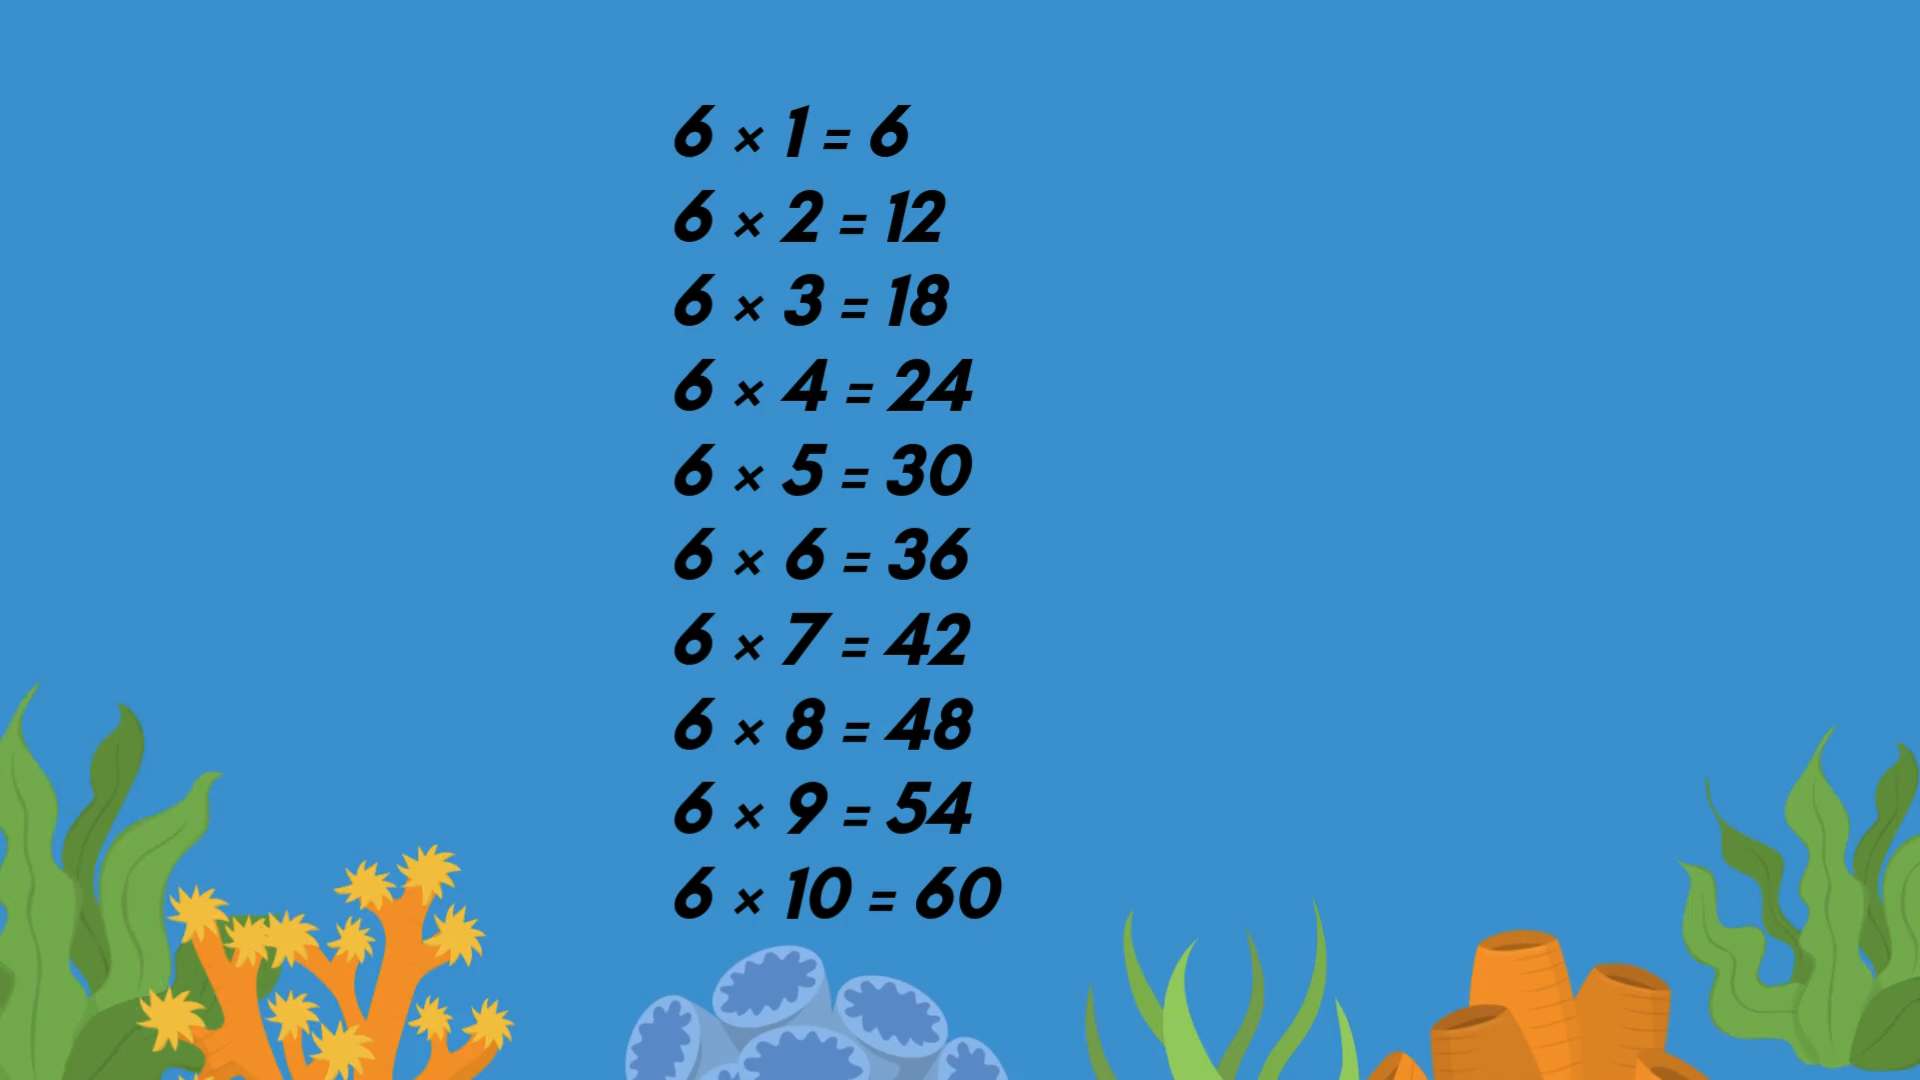 6 × 1 = 6
6 × 2 = 12
6 × 3 = 18
6 × 4 = 24
6 × 5 = 30
6 × 6 = 36
6 × 7 = 42
6 × 8 = 48
6 × 9 = 54
6 × 10 = 60